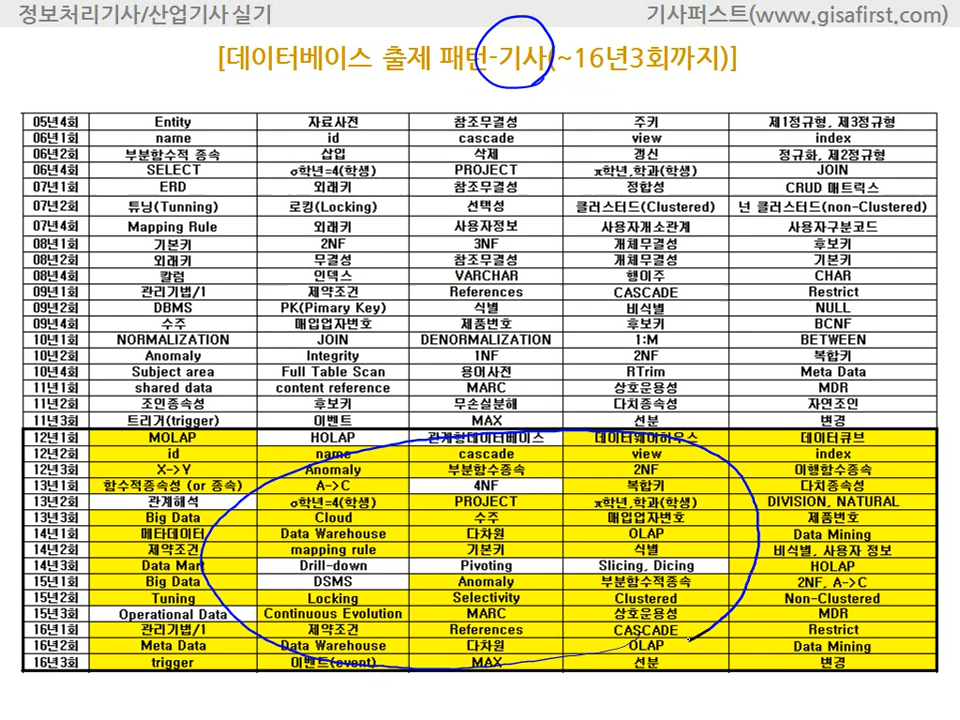 정보처리기사/산업기사 실기 기사퍼스트(www.gisafirst.com)
[데이터베이스 출제 패턴-기사(~16년3회까지)]
05년4회 Entity 자료사전 참조무결성 주키 제1정규형, 제3정규형
06년1회 name id cascade view index
06년2회 부분함수적 종속 삽입 삭제 갱신 정규화, 제2정규형
06년4회 SELECT σ학년=4(학생) PROJECT π학년,학과(학생) JOIN
07년1회 ERD 외래키 참조무결성 정합성 CRUD 매트릭스
07년2회 튜닝(Tunning) 로킹(Locking) 선택성 클러스터드(Clustered) 넌 클러스터드(non-Clustered)
07년4회 Mapping Rule 외래키 사용자정보 사용자개소관계 사용자구분코드
08년1회 기본키 2NF 3NF 개체무결성 후보키
08년2회 외래키 무결성 참조무결성 개체무결성 기본키
08년4회 칼럼 인덱스 VARCHAR 행이주 CHAR
09년1회 관리기법/1 제약조건 References CASCADE Restrict
09년2회 DBMS PK(Pimary Key) 식별 비식별 NULL
09년4회 수주 매입업자번호 제품번호 후보키 BCNF
10년1회 NORMALIZATION JOIN DENORMALIZATION 1:M BETWEEN
10년2회 Anomaly Integrity 1NF 2NF 복합키
10년4회 Subject area Full Table Scan 용어사전 RTrim Meta Data
11년1회 shared data content reference MARC 상호운용성 MDR
11년2회 조인종속성 후보키 무손실분해 다치종속성 자연조인
11년3회 트리거(trigger) 이벤트 MAX 선분 변경
12년1회 MOLAP HOLAP 관계형데이터베이스 데이터웨어하우스 데이터큐브
12년2회 id name cascade view index
12년3회 X->Y Anomaly 부분함수종속 2NF 이행함수종속
13년1회 함수적종속성 (or 종속) A->C 4NF 복합키 다치종속성
13년2회 관계해석 σ학년=4(학생) PROJECT π학년,학과(학생) DIVISION, NATURAL
13년3회 Big Data Cloud 수주 매입업자번호 제품번호
14년1회 메타데이터 Data Warehouse 다차원 OLAP Data Mining
14년2회 제약조건 mapping rule 기본키 식별 비식별, 사용자 정보
14년3회 Data Mart Drill-down Pivoting Slicing, Dicing HOLAP
15년1회 Big Data DSMS Anomaly 부분함수적종속 2NF, A->C
15년2회 Tuning Locking Selectivity Clustered Non-Clustered
15년3회 Operational Data Continuous Evolution MARC 상호운용성 MDR
16년1회 관리기법/1 제약조건 References CASCADE Restrict
16년2회 Meta Data Data Warehouse 다차원 OLAP Data Mining
16년3회 trigger 이벤트(event) MAX 선분 변경